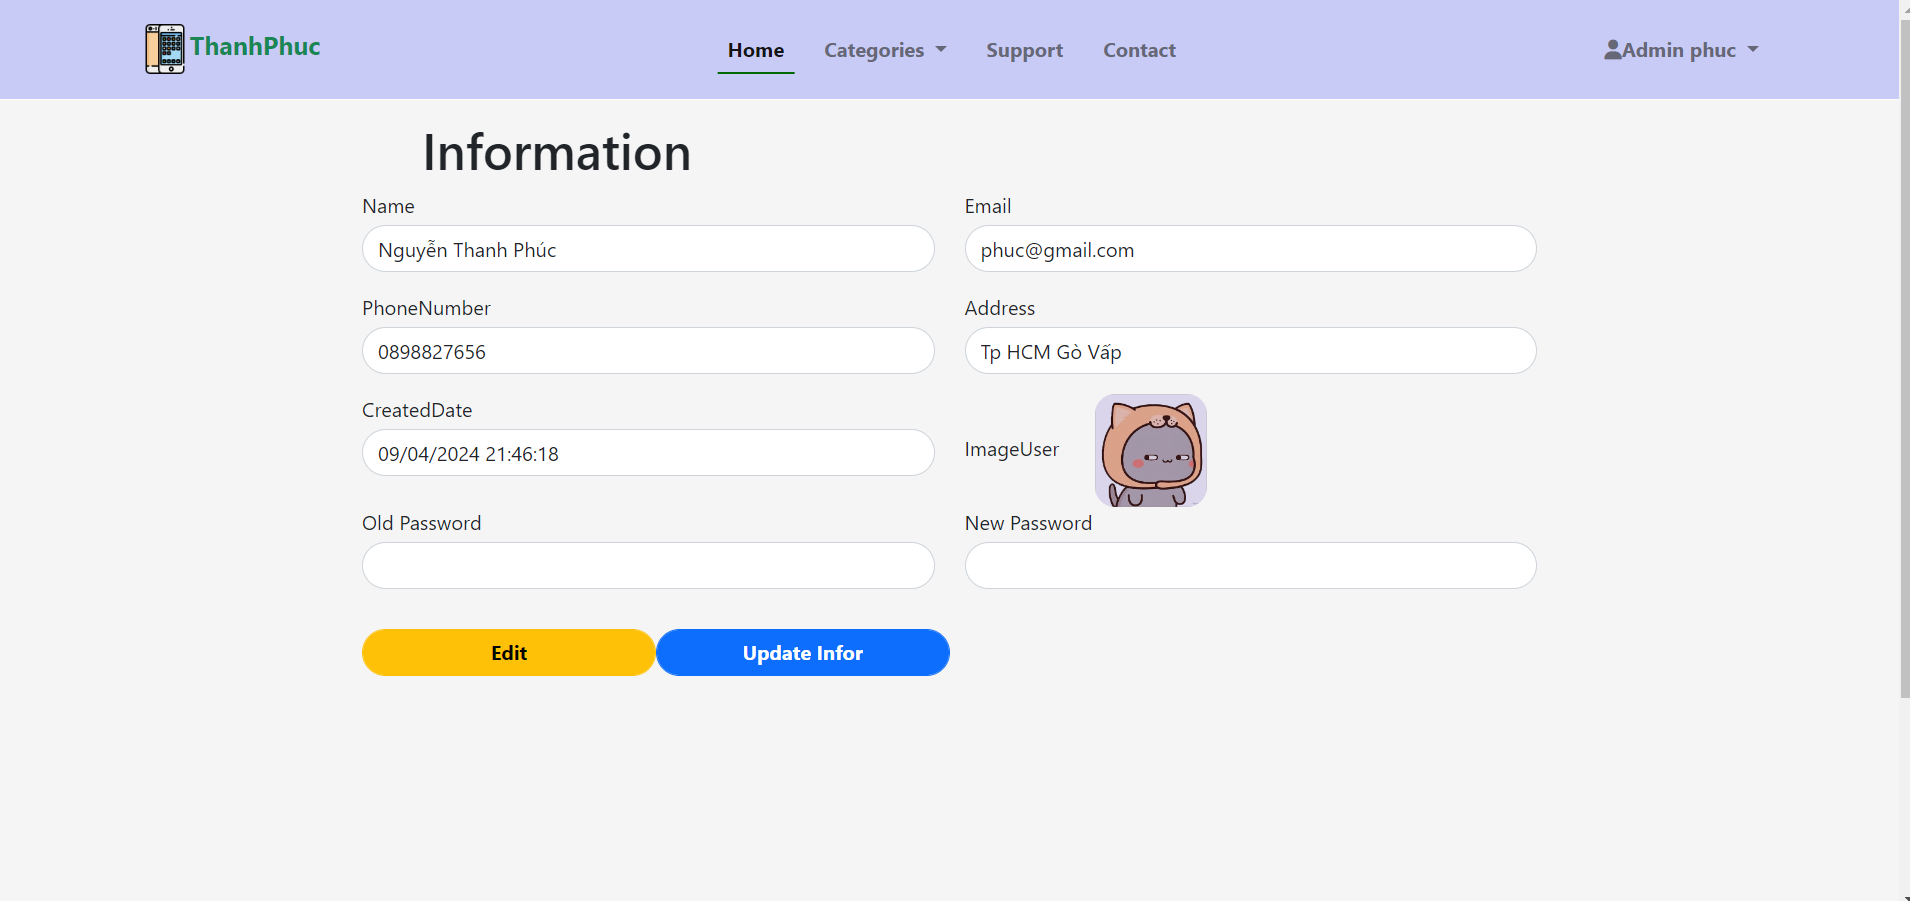 ThanhPhuc
Home Categories Support Contact
Admin phuc
Information
Name
Nguyễn Thanh Phúc
Email
phuc@gmail.com
PhoneNumber
0898827656
Address
Tp HCM Gò Vấp
CreatedDate
09/04/2024 21:46:18
ImageUser
Old Password
New Password
Edit
Update Infor